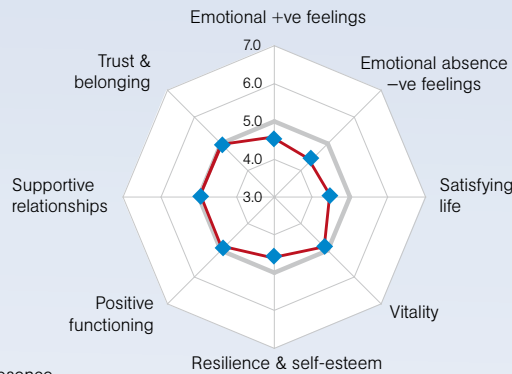 Emotional +ve feelings
7.0
Trust &
belonging
Emotional absence
–ve feelings
6.0
5.0
4.0
Supportive
relationships
3.0
Satisfying
life
Positive
functioning
Vitality
Resilience & self-esteem